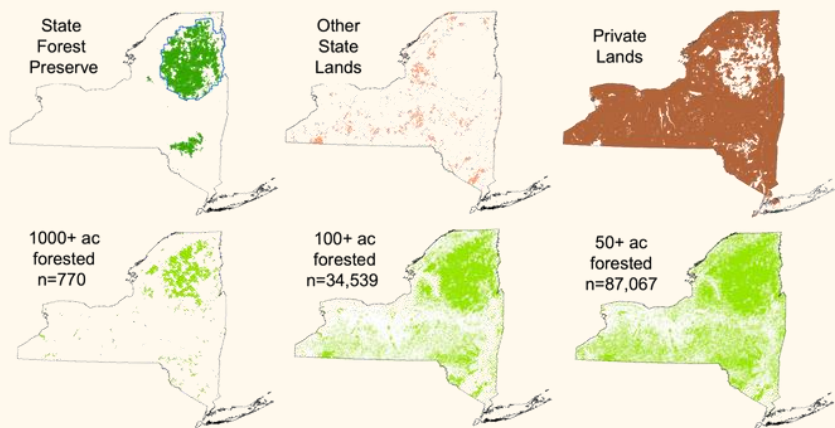 State
Forest
Preserve
Other
State
Lands
Private
Lands
1000+ ac
forested
n=770
100+ ac
forested
n=34,539
50+ ac
forested
n=87,067